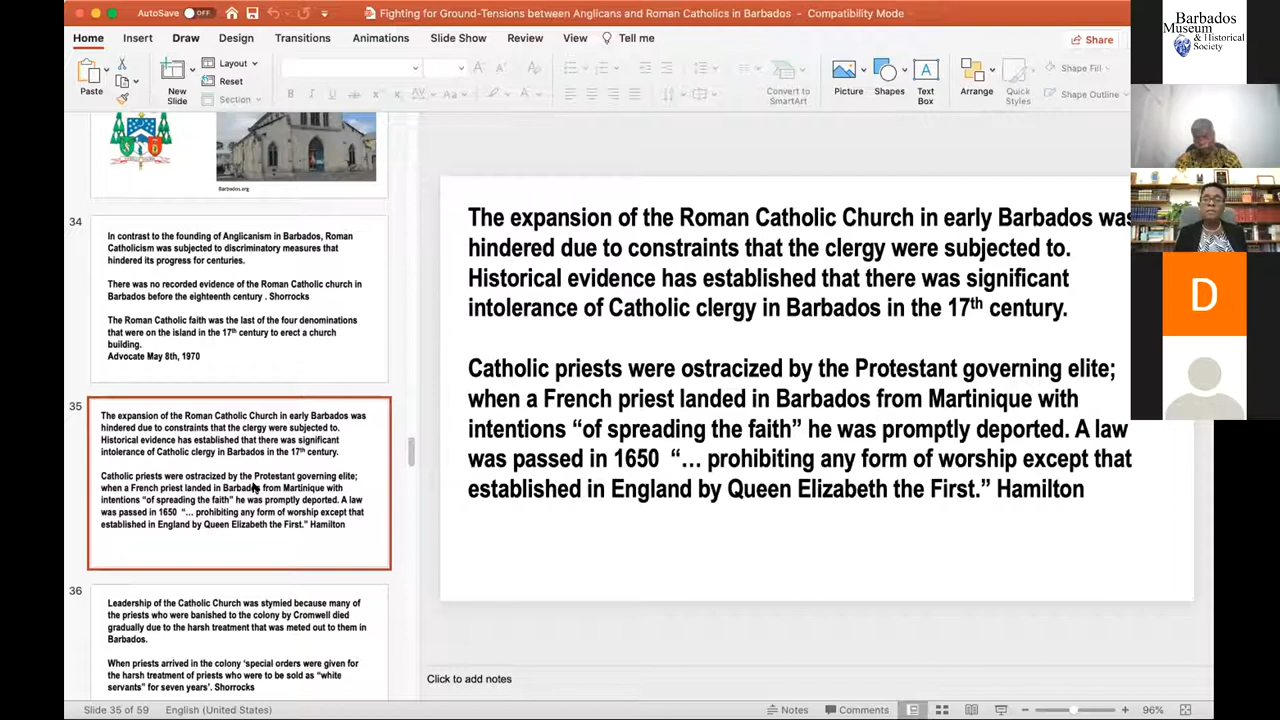 AutoSave OFF
Fighting for Ground-Tensions between Anglicans and Roman Catholics in Barbados - Compatibility Mode
Home Insert Draw Design Transitions Animations Slide Show Review View Tell me
Share
Paste
New
Slide
Layout
Reset
Section
Convert to
SmartArt
Picture
Shapes
Text
Box
Arrange
Quick
Styles
Shape Fill
Shape Outline
Barbados
Museum
& Historical
Society
D
Barbados.org
34
In contrast to the founding of Anglicanism in Barbados, Roman
Catholicism was subjected to discriminatory measures that
hindered its progress for centuries.
There was no recorded evidence of the Roman Catholic church in
Barbados before the eighteenth century . Shorrocks
The Roman Catholic faith was the last of the four denominations
that were on the island in the 17th century to erect a church
building.
Advocate May 8th, 1970
35
The expansion of the Roman Catholic Church in early Barbados was
hindered due to constraints that the clergy were subjected to.
Historical evidence has established that there was significant
intolerance of Catholic clergy in Barbados in the 17th century.
Catholic priests were ostracized by the Protestant governing elite;
when a French priest landed in Barbados from Martinique with
intentions “of spreading the faith” he was promptly deported. A law
was passed in 1650 “… prohibiting any form of worship except that
established in England by Queen Elizabeth the First.” Hamilton
36
Leadership of the Catholic Church was stymied because many of
the priests who were banished to the colony by Cromwell died
gradually due to the harsh treatment that was meted out to them in
Barbados.
When priests arrived in the colony ‘special orders were given for
the harsh treatment of priests who were to be sold as “white
servants” for seven years’. Shorrocks
The expansion of the Roman Catholic Church in early Barbados was
hindered due to constraints that the clergy were subjected to.
Historical evidence has established that there was significant
intolerance of Catholic clergy in Barbados in the 17th century.
Catholic priests were ostracized by the Protestant governing elite;
when a French priest landed in Barbados from Martinique with
intentions “of spreading the faith” he was promptly deported. A law
was passed in 1650 “… prohibiting any form of worship except that
established in England by Queen Elizabeth the First.” Hamilton
Click to add notes
Slide 35 of 59 English (United States) Notes Comments 96%